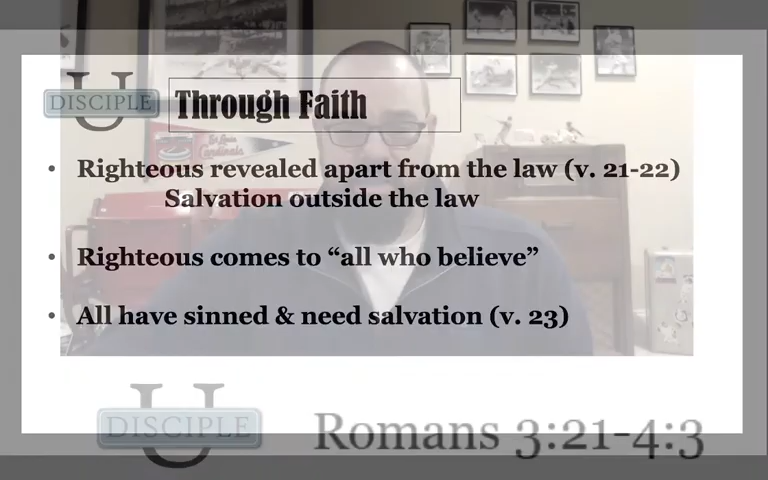 U
DISCIPLE
Through Faith
Cardinals
• Righteous revealed apart from the law (v. 21-22)
Salvation outside the law
• Righteous comes to “all who believe”
• All have sinned & need salvation (v. 23)
U
DISCIPLE
Romans 3:21-4:3